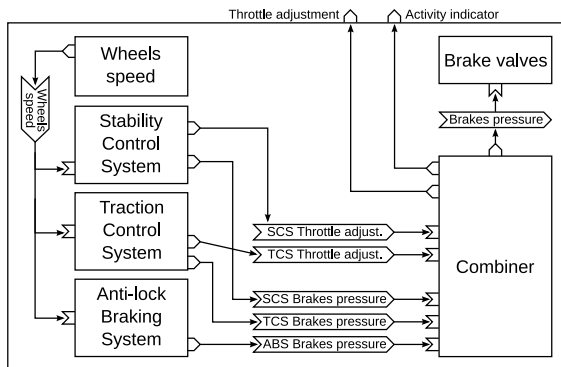 Throttle adjustment
Activity indicator
Wheels
speed
Brake valves
Wheels
speed
Stability
Control
System
Brakes pressure
Traction
Control
System
SCS Throttle adjust.
TCS Throttle adjust.
Combiner
SCS Brakes pressure
TCS Brakes pressure
Anti-lock
Braking
System
ABS Brakes pressure